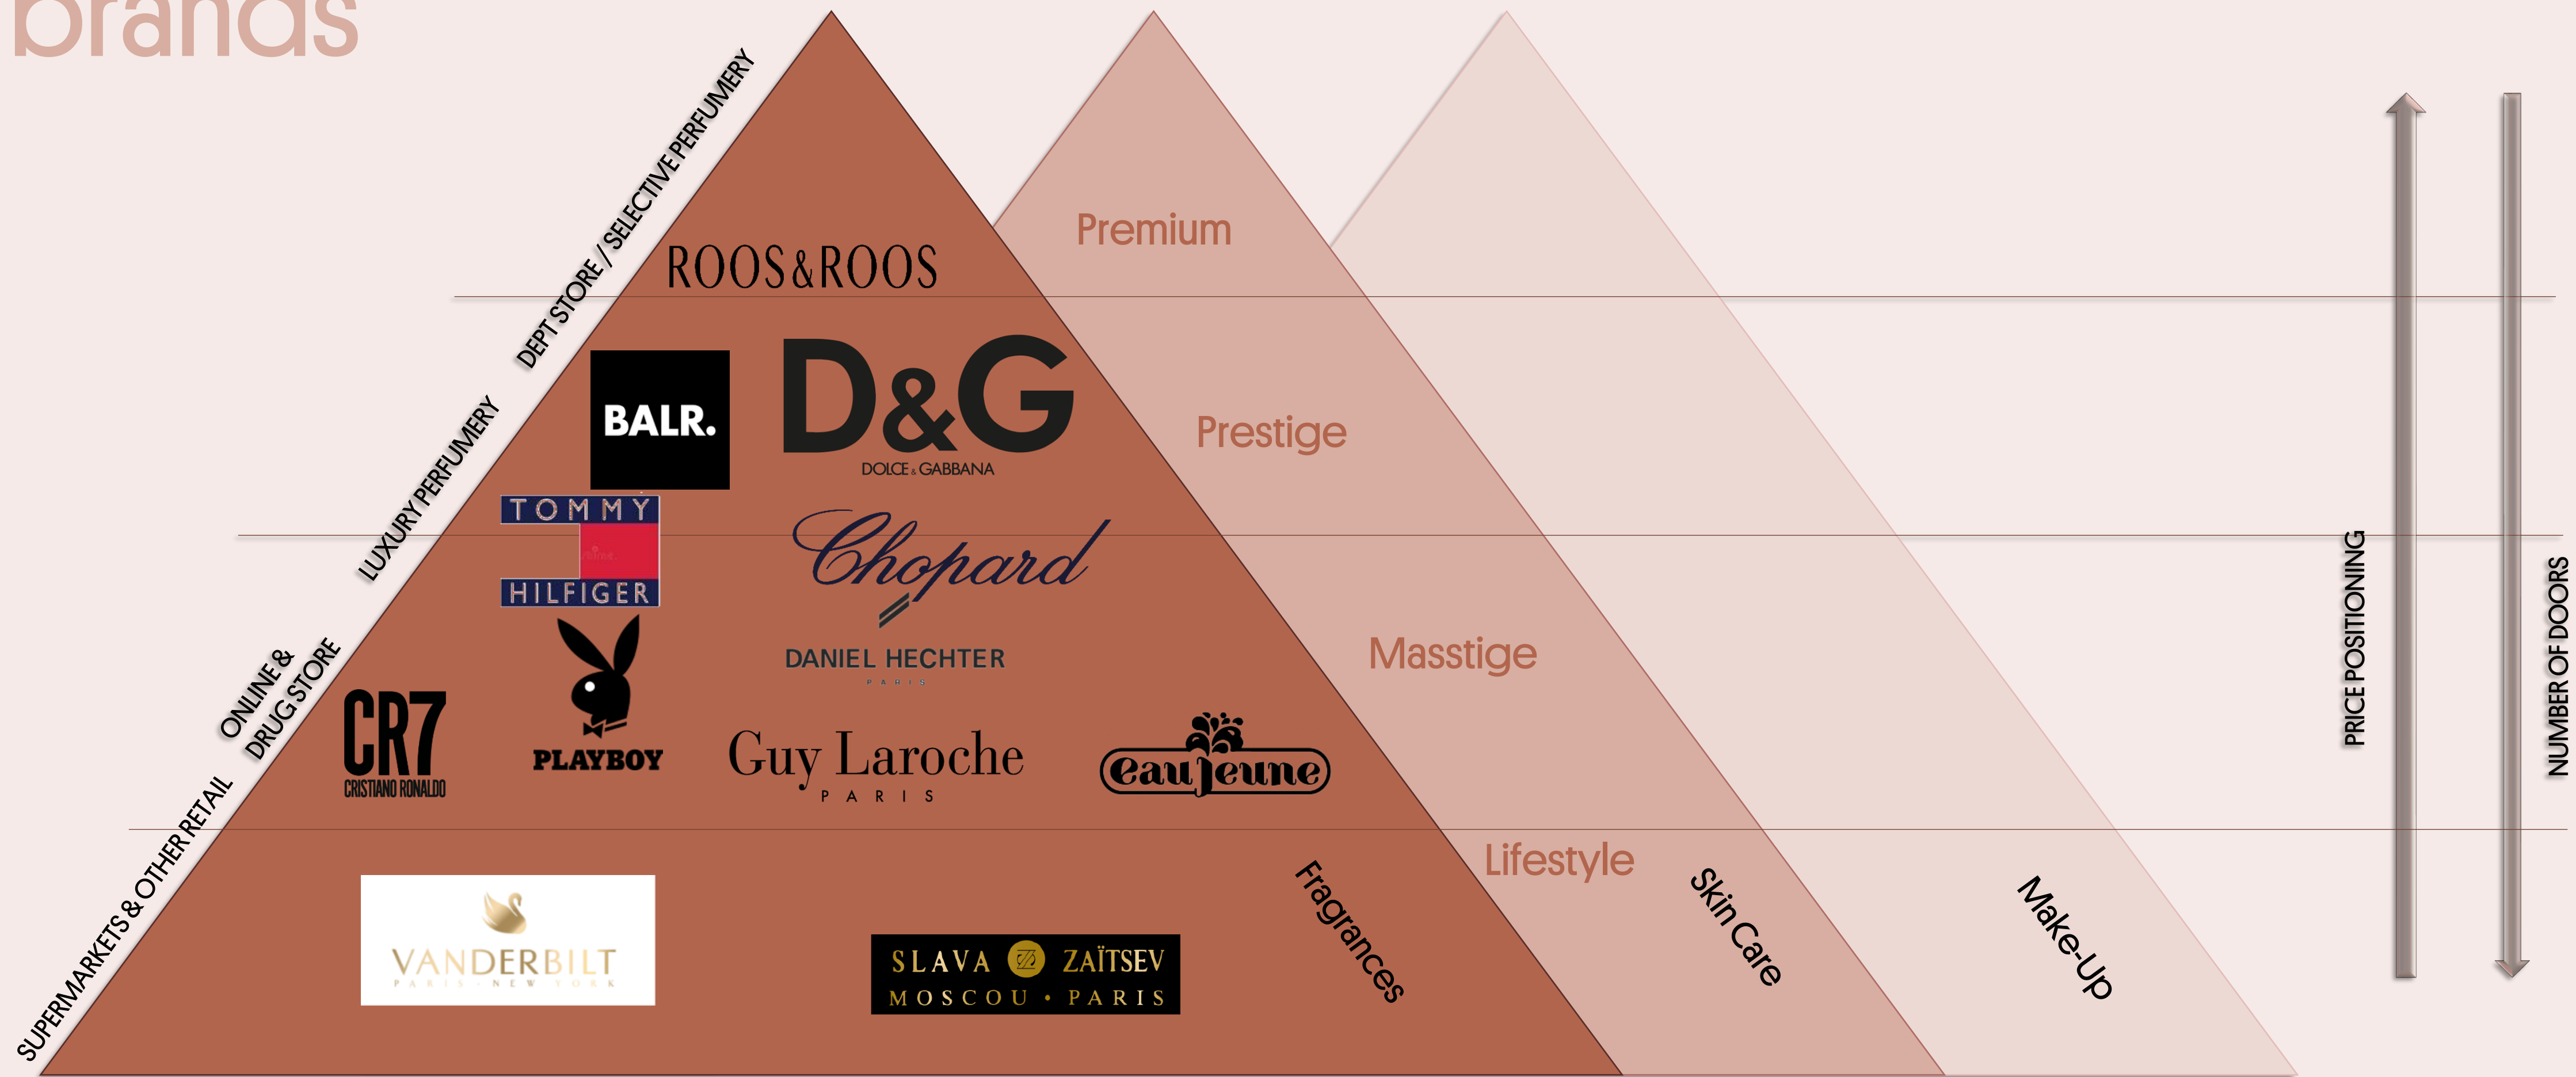 brands
DEPT STORE / SELECTIVE PERFUMERY
LUXURY PERFUMERY
ONLINE &
DRUG STORE
SUPERMARKETS & OTHER RETAIL
ROOS&ROOS
Premium
BALR.
D&G
DOLCE & GABBANA
Prestige
TOMMY
HILFIGER
Chopard
DANIEL HECHTER
PARIS
Masstige
CR7
CRISTIANO RONALDO
PLAYBOY
Guy Laroche
PARIS
eau jeune
Lifestyle
VANDERBILT
PARIS - NEW YORK
SLAVA ZAÏTSEV
MOSCOU • PARIS
Fragrances
Skin Care
Make-Up
PRICE POSITIONING
NUMBER OF DOORS